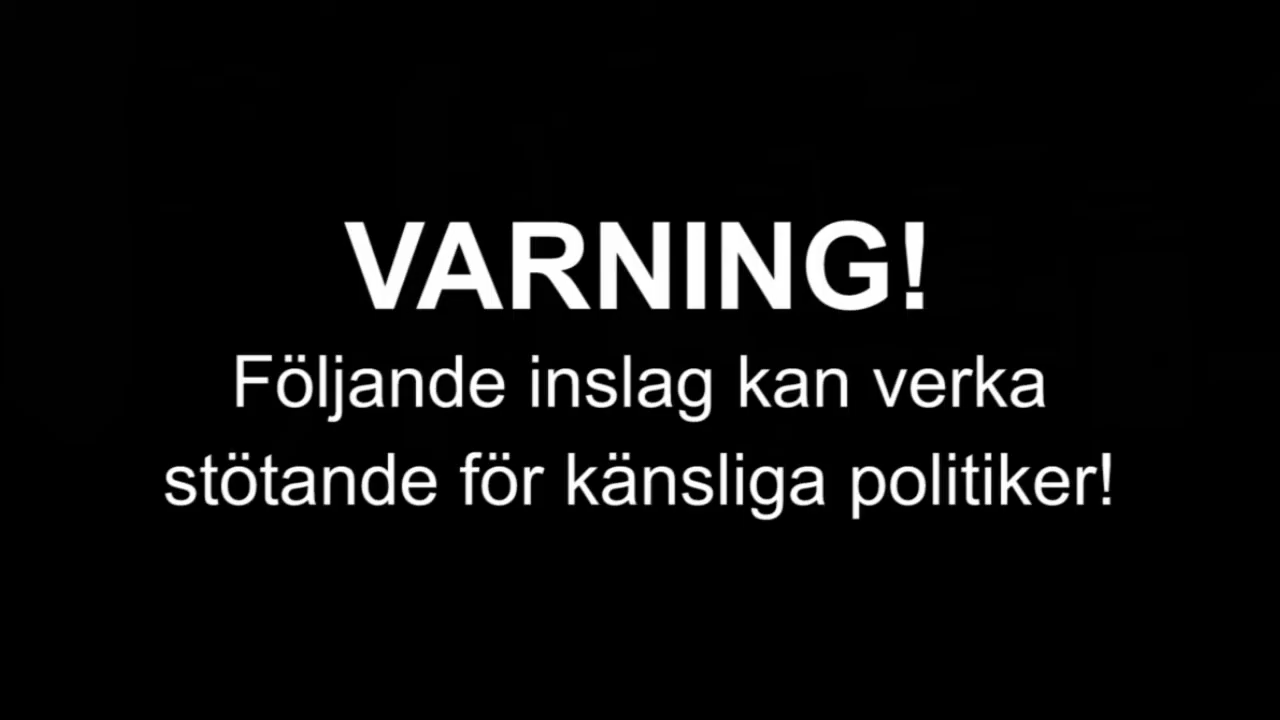 VARNING!
Följande inslag kan verka
stötande för känsliga politiker!